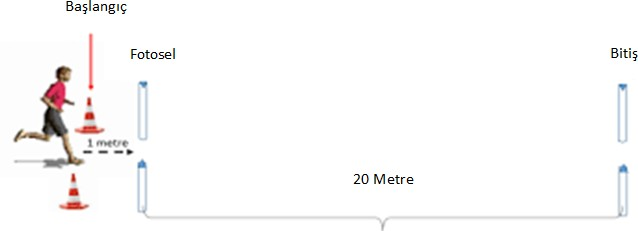 Başlangıç
Fotosel
Bitiş
1 metre
20 Metre